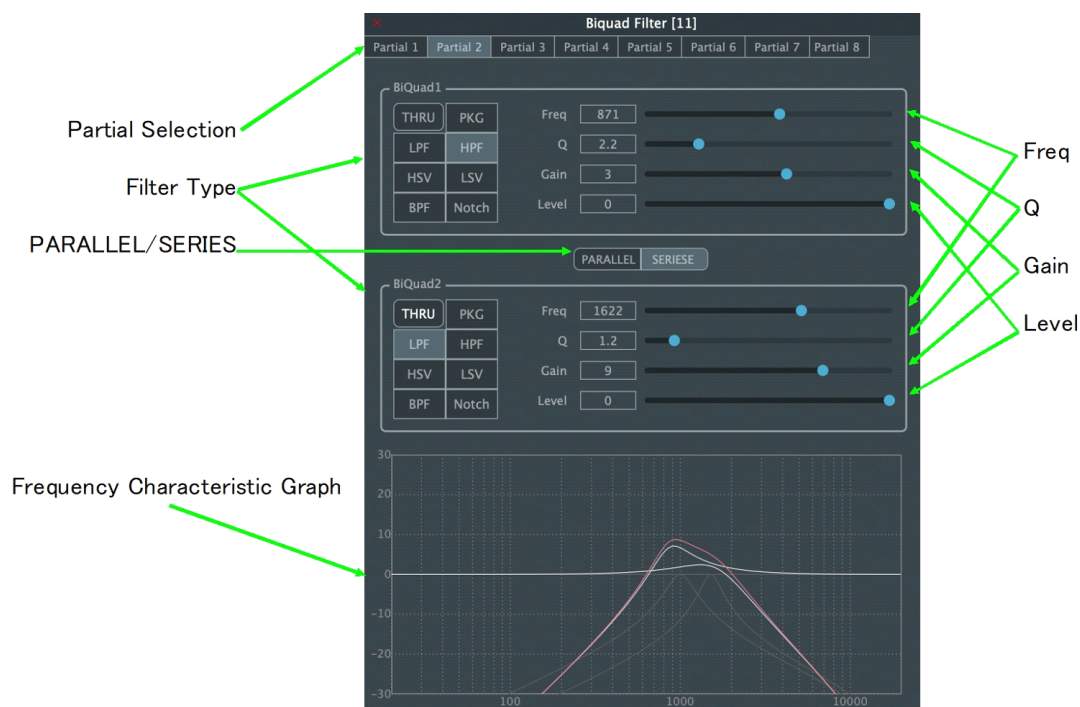 Biquad Filter [11]
Partial 1 Partial 2 Partial 3 Partial 4 Partial 5 Partial 6 Partial 7 Partial 8
Partial Selection
Filter Type
PARALLEL/SERIES
Frequency Characteristic Graph
BiQuad1
THRU PKG
LPF HPF
HSV LSV
BPF Notch
Freq 871
Q 2.2
Gain 3
Level 0
PARALLEL SERIESE
BiQuad2
THRU PKG
LPF HPF
HSV LSV
BPF Notch
Freq 1622
Q 1.2
Gain 9
Level 0
Freq
Q
Gain
Level
30
20
10
0
-10
-20
-30
100 1000 10000